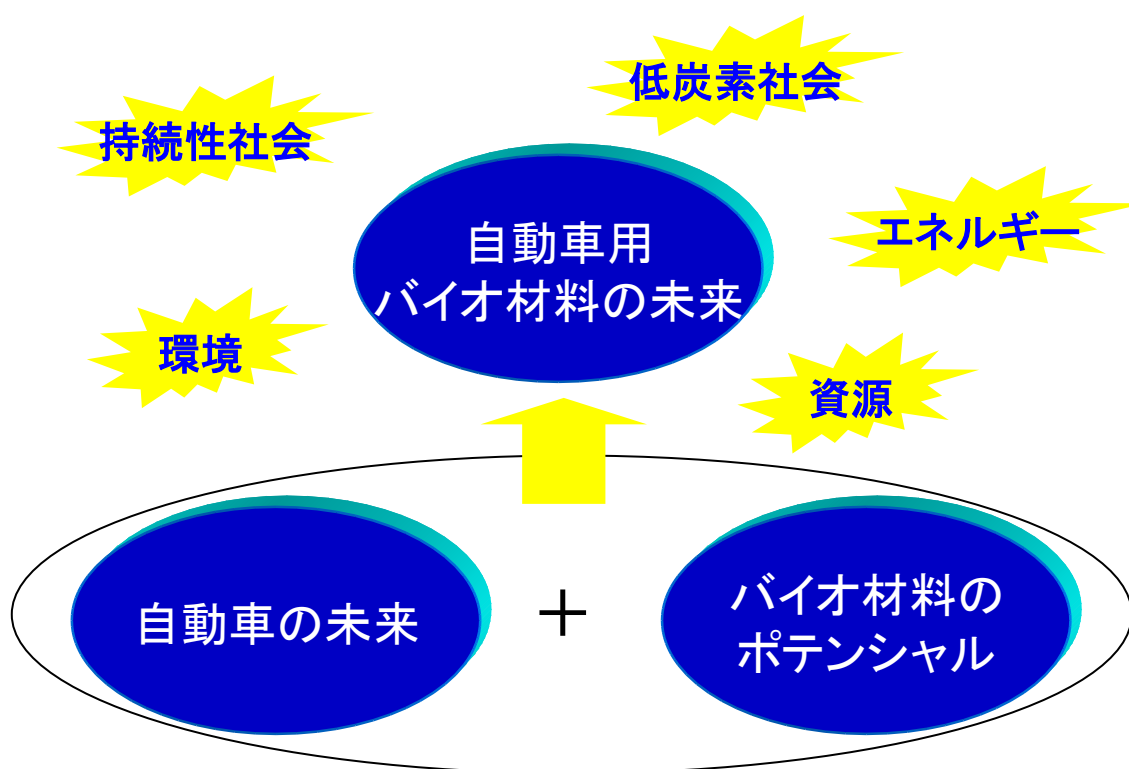 低炭素社会
持続性社会
エネルギー
自動車用
バイオ材料の未来
環境
資源
自動車の未来
＋
バイオ材料の
ポテンシャル